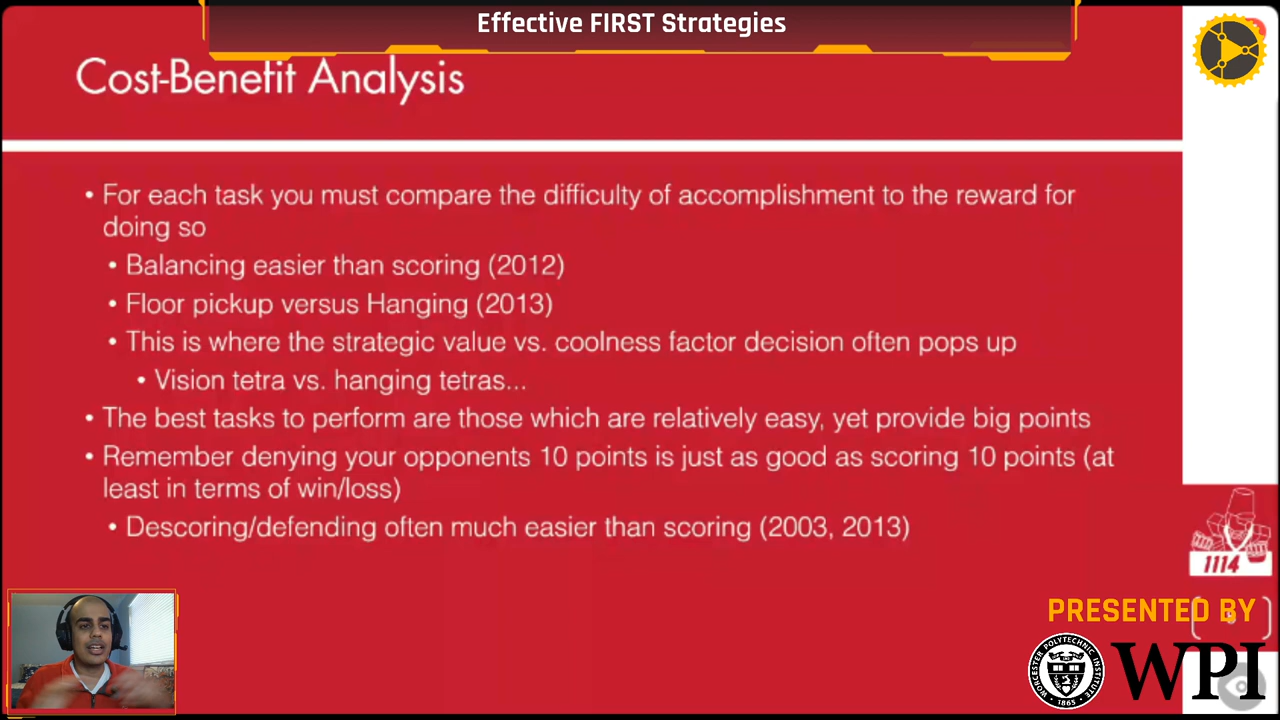 Effective FIRST Strategies
Cost-Benefit Analysis
• For each task you must compare the difficulty of accomplishment to the reward for
doing so
• Balancing easier than scoring (2012)
• Floor pickup versus Hanging (2013)
• This is where the strategic value vs. coolness factor decision often pops up
• Vision tetra vs. hanging tetras...
• The best tasks to perform are those which are relatively easy, yet provide big points
• Remember denying your opponents 10 points is just as good as scoring 10 points (at
least in terms of win/loss)
• Descoring/defending often much easier than scoring (2003, 2013)
1114
PRESENTED BY
WORCESTER POLYTECHNIC INSTITUTE
1865
WPI